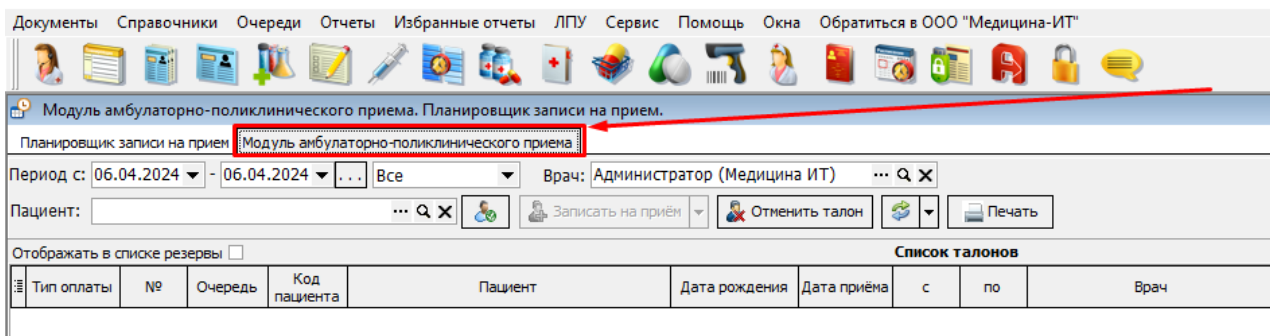 Документы Справочники Очереди Отчеты Избранные отчеты ЛПУ Сервис Помощь Окна Обратиться в ООО "Медицина-ИТ"
Модуль амбулаторно-поликлинического приема. Планировщик записи на прием.
Планировщик записи на прием Модуль амбулаторно-поликлинического приема
Период с: 06.04.2024 - 06.04.2024 ... Все Врач: Администратор (Медицина ИТ) ...
Пациент: ... Записать на приём Отменить талон Печать
Отображать в списке резервы Список талонов
Тип оплаты № Очередь Код пациента Пациент Дата рождения Дата приёма с по Врач